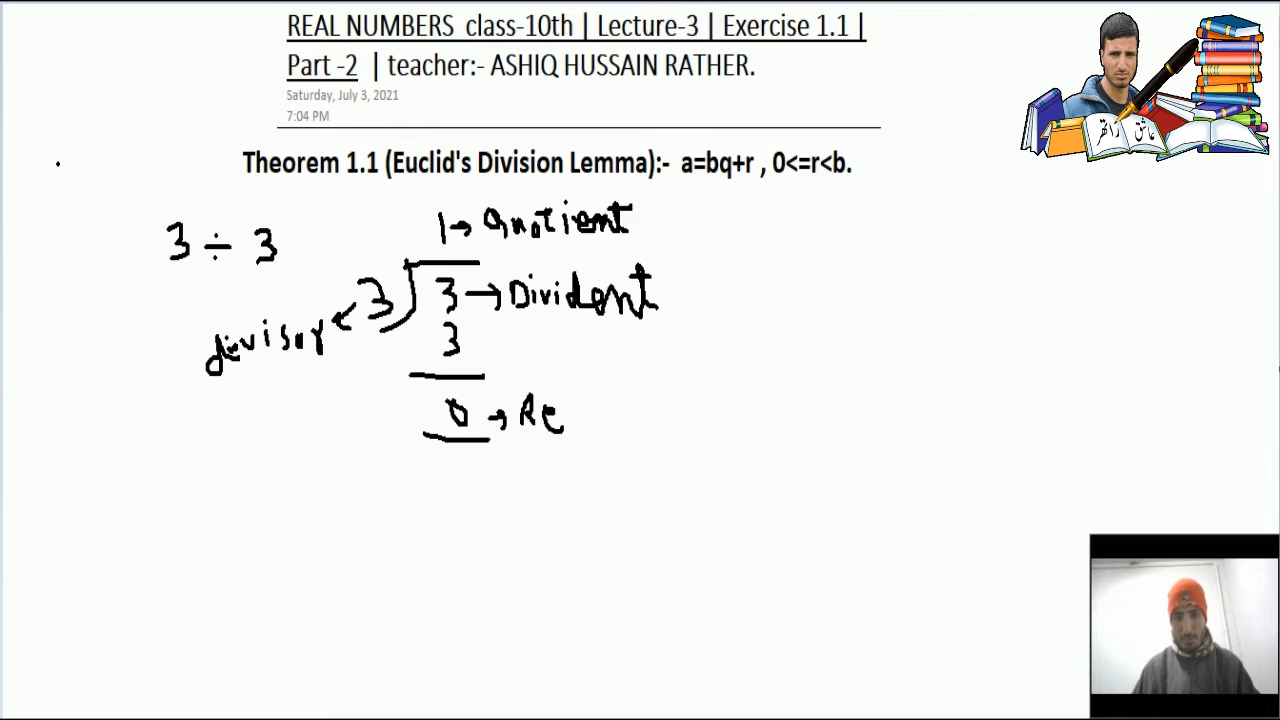 REAL NUMBERS class-10th | Lecture-3 | Exercise 1.1 |
Part -2 | teacher:- ASHIQ HUSSAIN RATHER.
Saturday, July 3, 2021
7:04 PM
راتھر عاشق
Theorem 1.1 (Euclid's Division Lemma):- a=bq+r , 0<=r<b.
3 ÷ 3
1 → Quotient
divisor ← 3 3 → Divident
3
0 → Re